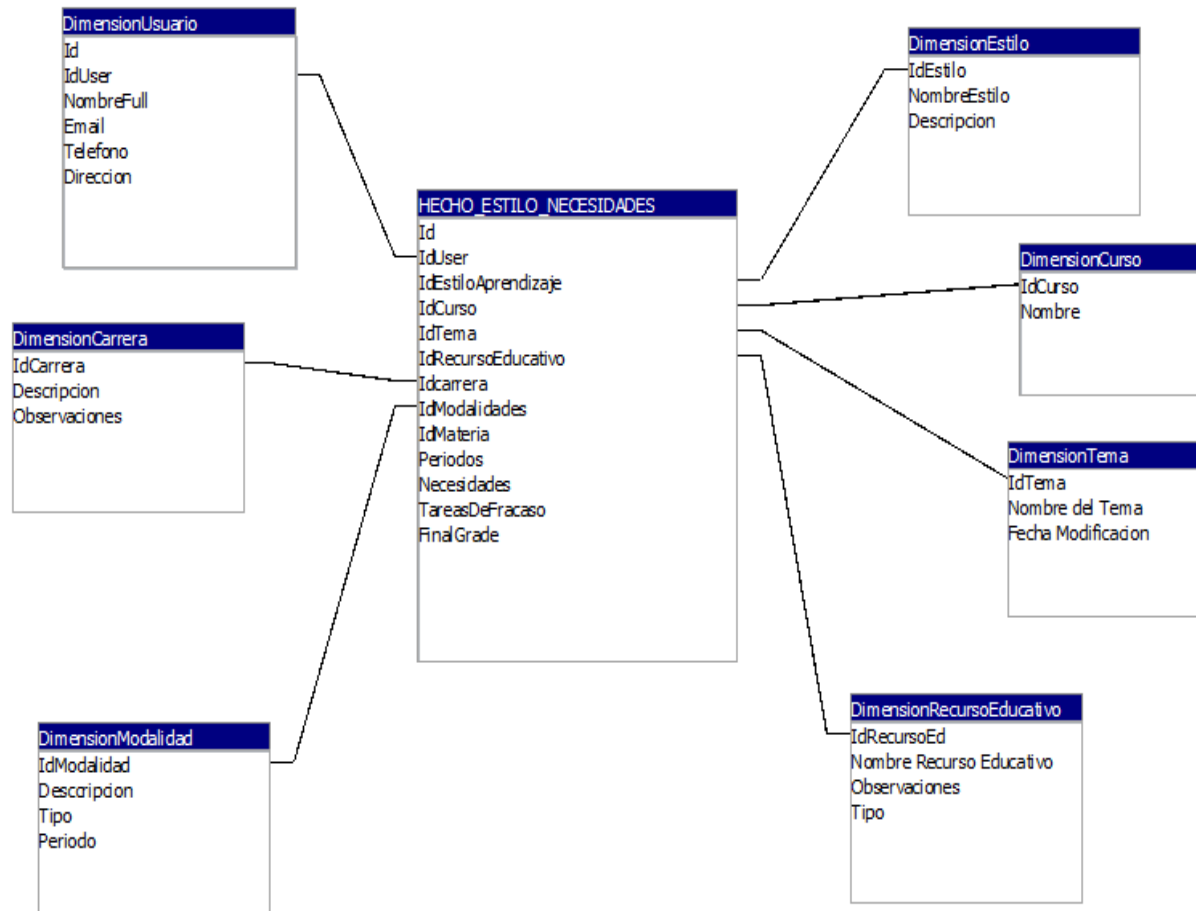 DimensionUsuario
Id
IdUser
NombreFull
Email
Telefono
Direccion
DimensionEstilo
IdEstilo
NombreEstilo
Descripcion
HECHO_ESTILO_NECESIDADES
Id
IdUser
IdEstiloAprendizaje
IdCurso
IdTema
IdRecursoEducativo
Idcarrera
IdModalidades
IdMateria
Periodos
Necesidades
TareasDeFracaso
FinalGrade
DimensionCurso
IdCurso
Nombre
DimensionCarrera
IdCarrera
Descripcion
Observaciones
DimensionTema
IdTema
Nombre del Tema
Fecha Modificacion
DimensionModalidad
IdModalidad
Desccripcion
Tipo
Periodo
DimensionRecursoEducativo
IdRecursoEd
Nombre Recurso Educativo
Observaciones
Tipo